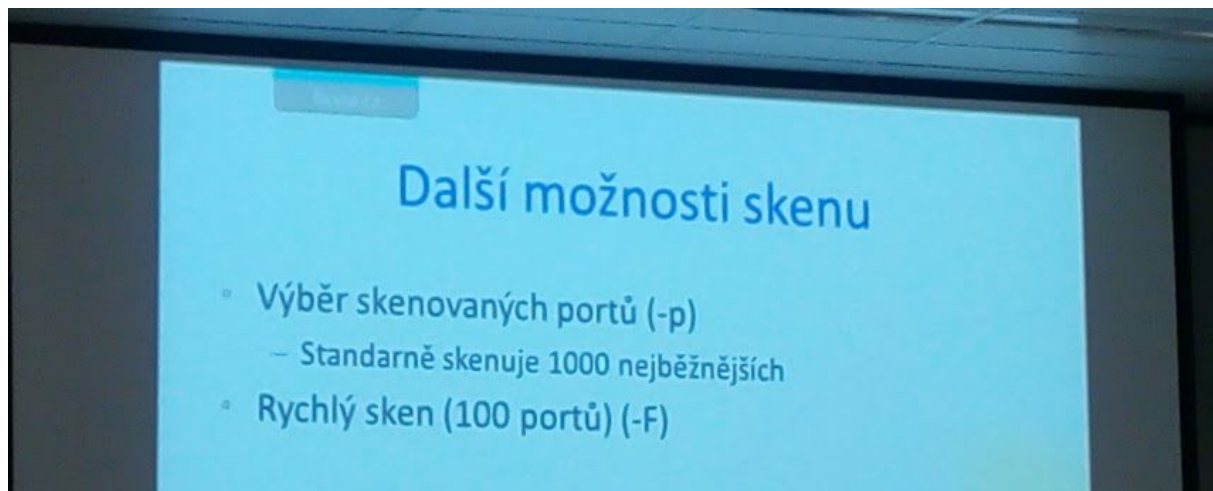 Další možnosti skenu
Výběr skenovaných portů (-p)
– Standarně skenuje 1000 nejběžnějších
Rychlý sken (100 portů) (-F)